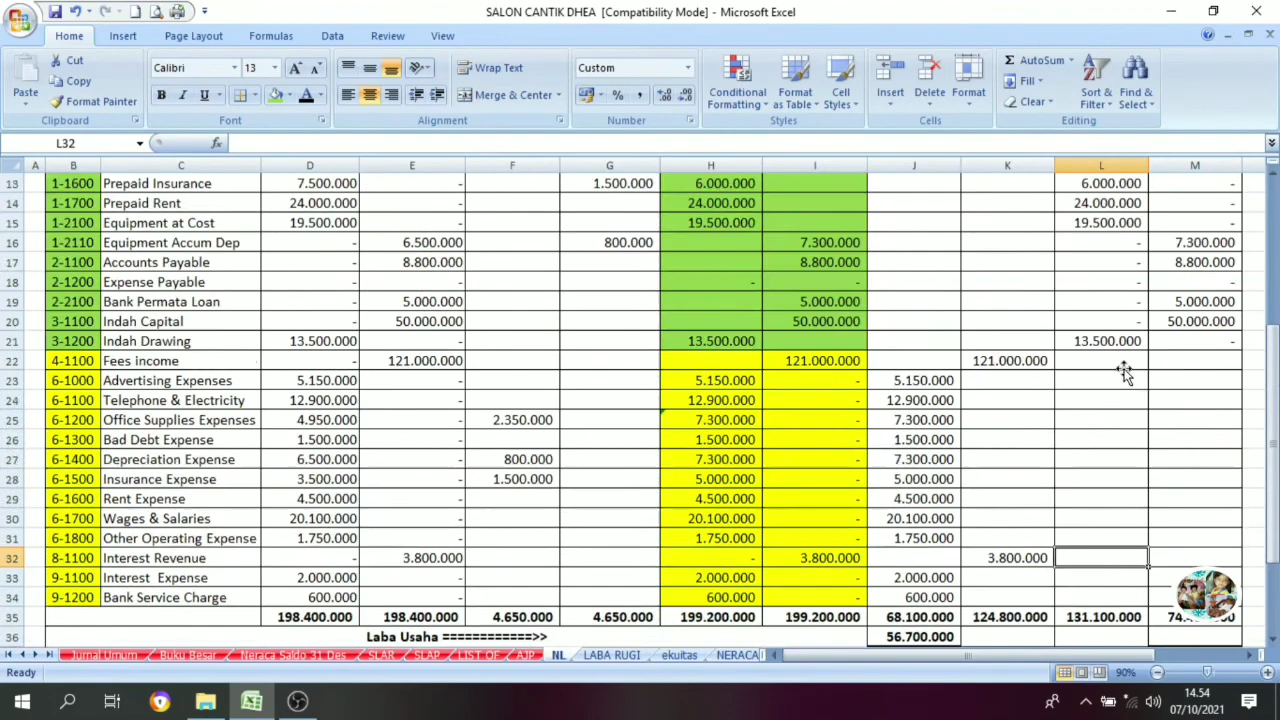 SALON CANTIK DHEA [Compatibility Mode] - Microsoft Excel
Home Insert Page Layout Formulas Data Review View
Paste Cut Copy Format Painter
Calibri 13 B I U
Wrap Text Merge & Center
Custom % ,
Conditional Formatting Format as Table Cell Styles
Insert Delete Format
Σ AutoSum Fill Clear Sort & Filter Find & Select
Clipboard Font Alignment Number Styles Cells Editing
L32 fx
A B C D E F G H I J K L M
13 1-1600 Prepaid Insurance 7.500.000 - 1.500.000 6.000.000 6.000.000 -
14 1-1700 Prepaid Rent 24.000.000 - 24.000.000 24.000.000 -
15 1-2100 Equipment at Cost 19.500.000 - 19.500.000 19.500.000 -
16 1-2110 Equipment Accum Dep - 6.500.000 800.000 7.300.000 - 7.300.000
17 2-1100 Accounts Payable - 8.800.000 8.800.000 - 8.800.000
18 2-1200 Expense Payable - - - - - -
19 2-2100 Bank Permata Loan - 5.000.000 5.000.000 - 5.000.000
20 3-1100 Indah Capital - 50.000.000 50.000.000 - 50.000.000
21 3-1200 Indah Drawing 13.500.000 - 13.500.000 13.500.000 -
22 4-1100 Fees income - 121.000.000 121.000.000 121.000.000
23 6-1000 Advertising Expenses 5.150.000 - 5.150.000 - 5.150.000
24 6-1100 Telephone & Electricity 12.900.000 - 12.900.000 - 12.900.000
25 6-1200 Office Supplies Expenses 4.950.000 - 2.350.000 7.300.000 - 7.300.000
26 6-1300 Bad Debt Expense 1.500.000 - 1.500.000 - 1.500.000
27 6-1400 Depreciation Expense 6.500.000 - 800.000 7.300.000 - 7.300.000
28 6-1500 Insurance Expense 3.500.000 - 1.500.000 5.000.000 - 5.000.000
29 6-1600 Rent Expense 4.500.000 - 4.500.000 - 4.500.000
30 6-1700 Wages & Salaries 20.100.000 - 20.100.000 - 20.100.000
31 6-1800 Other Operating Expense 1.750.000 - 1.750.000 - 1.750.000
32 8-1100 Interest Revenue - 3.800.000 - 3.800.000 3.800.000
33 9-1100 Interest Expense 2.000.000 - 2.000.000 - 2.000.000
34 9-1200 Bank Service Charge 600.000 - 600.000 - 600.000
35 198.400.000 198.400.000 4.650.000 4.650.000 199.200.000 199.200.000 68.100.000 124.800.000 131.100.000
36 Laba Usaha ============>> 56.700.000
Jurnal Umum Buku Besar Neraca Saldo 31 Des SLAR SLAP LIST OF AJP NL LABA RUGI ekuitas NERACA
Ready 90%
14.54
07/10/2021